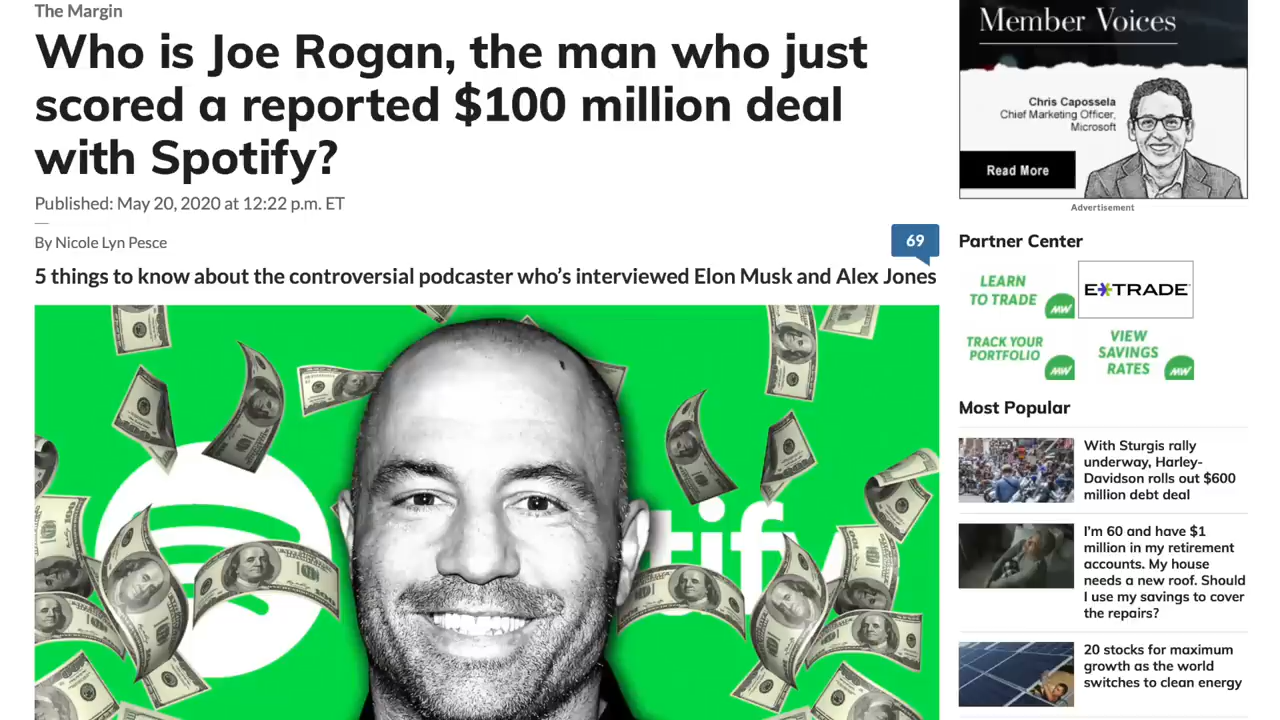 The Margin
Who is Joe Rogan, the man who just
scored a reported $100 million deal
with Spotify?
Published: May 20, 2020 at 12:22 p.m. ET
By Nicole Lyn Pesce
69
5 things to know about the controversial podcaster who's interviewed Elon Musk and Alex Jones
tify
Member Voices
Chris Capossela
Chief Marketing Officer,
Microsoft
Read More
Advertisement
Partner Center
LEARN
TO TRADE
MW
E*TRADE
TRACK YOUR
PORTFOLIO
MW
VIEW
SAVINGS
RATES
MW
Most Popular
With Sturgis rally
underway, Harley-
Davidson rolls out $600
million debt deal
I'm 60 and have $1
million in my retirement
accounts. My house
needs a new roof. Should
I use my savings to cover
the repairs?
20 stocks for maximum
growth as the world
switches to clean energy